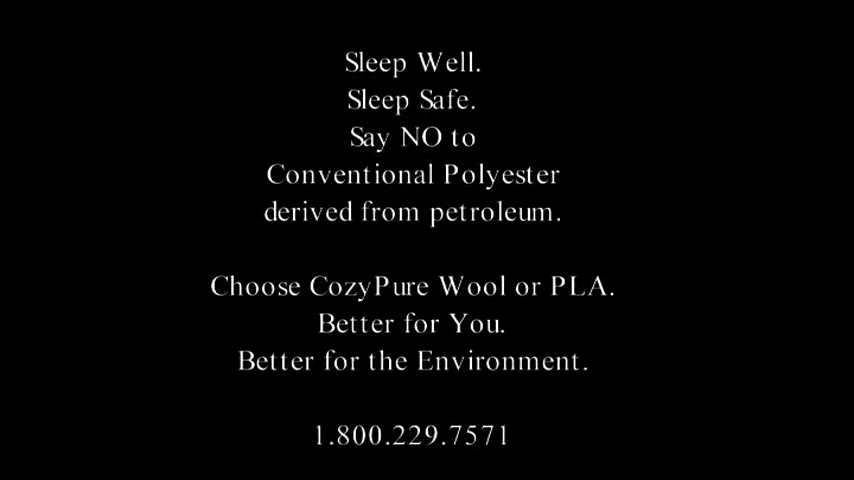 Sleep Well.
Sleep Safe.
Say NO to
Conventional Polyester
derived from petroleum.
Choose CozyPure Wool or PLA.
Better for You.
Better for the Environment.
1.800.229.7571